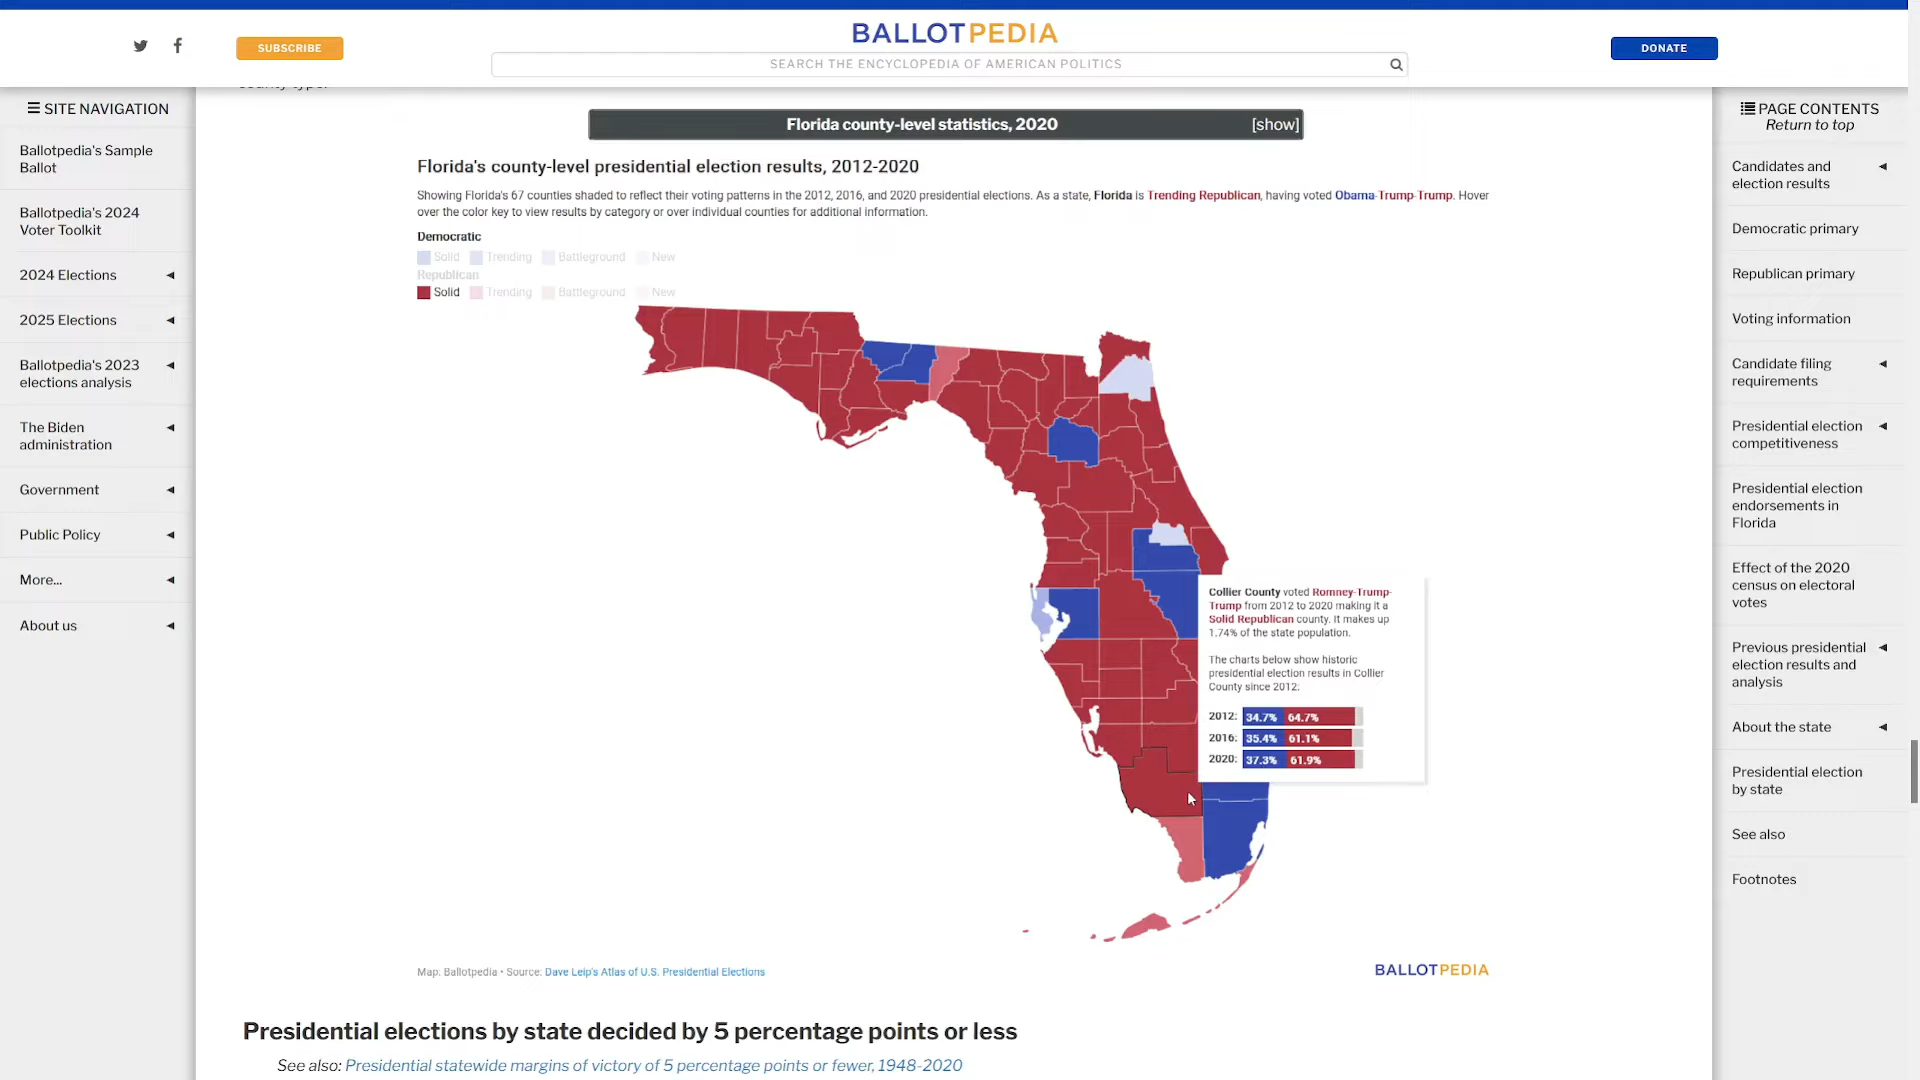 BALLOTPEDIA
SUBSCRIBE
SEARCH THE ENCYCLOPEDIA OF AMERICAN POLITICS
DONATE
SITE NAVIGATION
Ballotpedia's Sample
Ballot
Ballotpedia's 2024
Voter Toolkit
2024 Elections
2025 Elections
Ballotpedia's 2023
elections analysis
The Biden
administration
Government
Public Policy
More...
About us
Florida county-level statistics, 2020 [show]
Florida's county-level presidential election results, 2012-2020
Showing Florida's 67 counties shaded to reflect their voting patterns in the 2012, 2016, and 2020 presidential elections. As a state, Florida is Trending Republican, having voted Obama-Trump-Trump. Hover
over the color key to view results by category or over individual counties for additional information.
Democratic
Solid Trending Battleground New
Republican
Solid Trending Battleground New
Collier County voted Romney-Trump-
Trump from 2012 to 2020 making it a
Solid Republican county. It makes up
1.74% of the state population.
The charts below show historic
presidential election results in Collier
County since 2012:
2012: 34.7% 64.7%
2016: 35.4% 61.1%
2020: 37.3% 61.9%
Map: Ballotpedia • Source: Dave Leip's Atlas of U.S. Presidential Elections
BALLOTPEDIA
Presidential elections by state decided by 5 percentage points or less
See also: Presidential statewide margins of victory of 5 percentage points or fewer, 1948-2020
PAGE CONTENTS
Return to top
Candidates and
election results
Democratic primary
Republican primary
Voting information
Candidate filing
requirements
Presidential election
competitiveness
Presidential election
endorsements in
Florida
Effect of the 2020
census on electoral
votes
Previous presidential
election results and
analysis
About the state
Presidential election
by state
See also
Footnotes